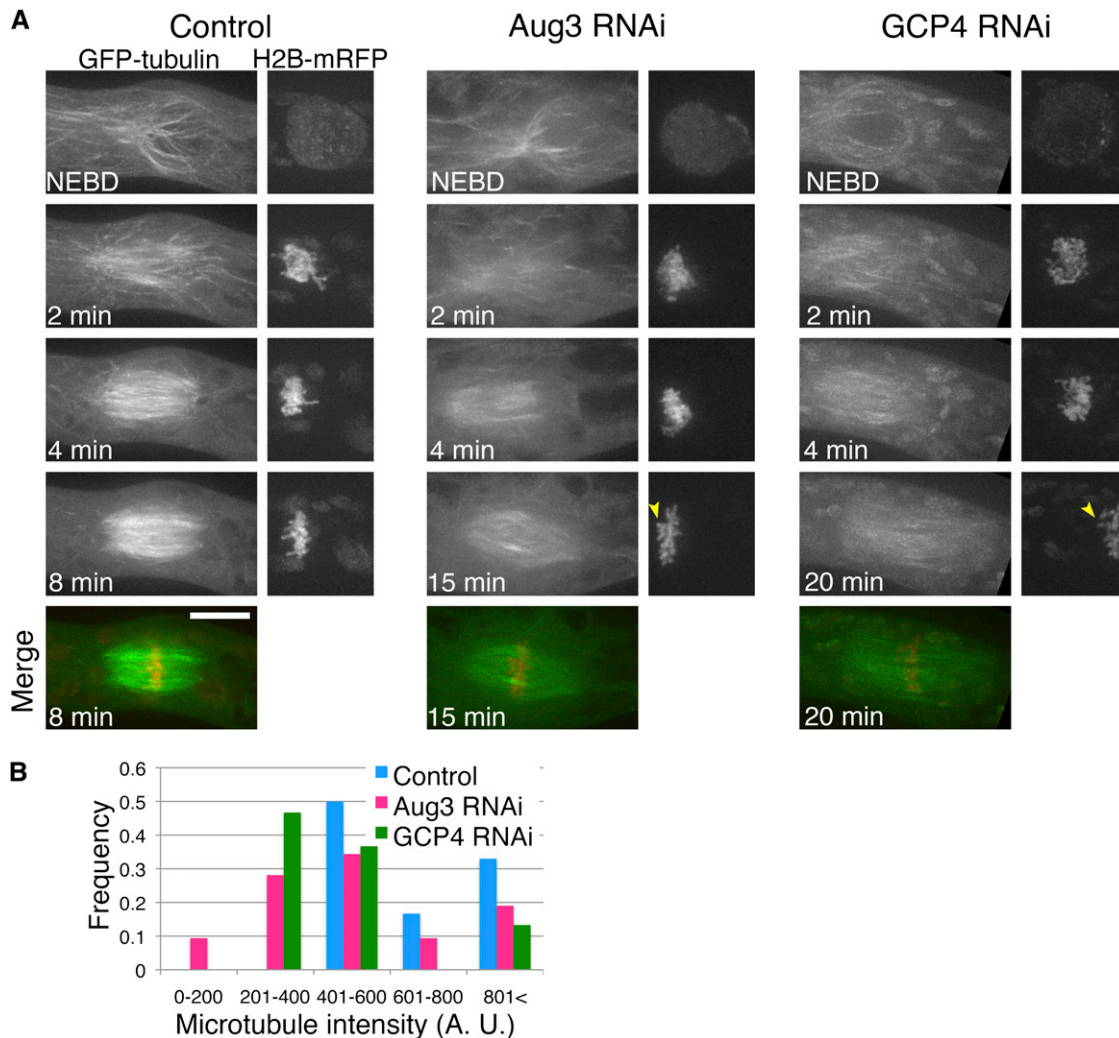 A
Control
Aug3 RNAi
GCP4 RNAi
GFP-tubulin H2B-mRFP
NEBD
NEBD
NEBD
2 min
2 min
2 min
4 min
4 min
4 min
8 min
15 min
20 min
Merge
8 min
15 min
20 min
B
Frequency
0.6
0.5
0.4
0.3
0.2
0.1
0
Control
Aug3 RNAi
GCP4 RNAi
0-200 201-400 401-600 601-800 801<
Microtubule intensity (A. U.)